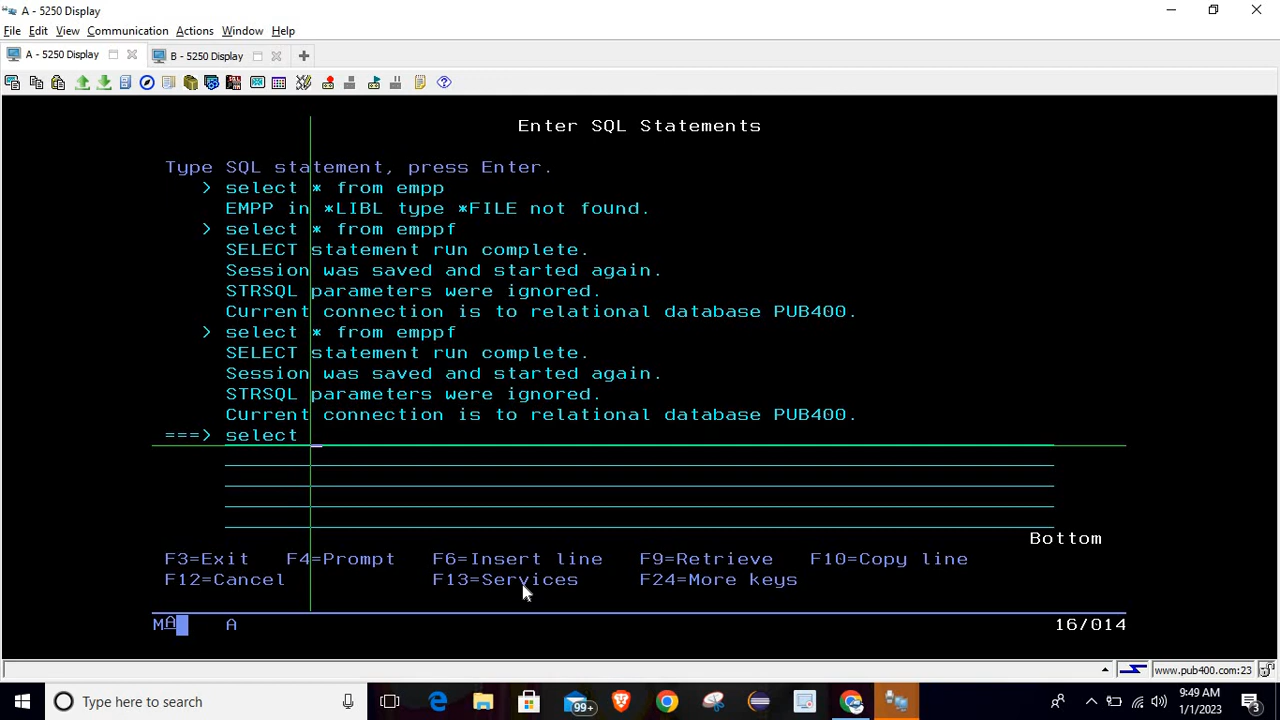 A - 5250 Display
File Edit View Communication Actions Window Help
A - 5250 Display
B - 5250 Display
Enter SQL Statements
Type SQL statement, press Enter.
> select * from empp
EMPP in *LIBL type *FILE not found.
> select * from emppf
SELECT statement run complete.
Session was saved and started again.
STRSQL parameters were ignored.
Current connection is to relational database PUB400.
> select * from emppf
SELECT statement run complete.
Session was saved and started again.
STRSQL parameters were ignored.
Current connection is to relational database PUB400.
===> select
Bottom
F3=Exit F4=Prompt F6=Insert line F9=Retrieve F10=Copy line
F12=Cancel F13=Services F24=More keys
MA A 16/014
www.pub400.com:23
Type here to search
99+
9:49 AM
1/1/2023
3